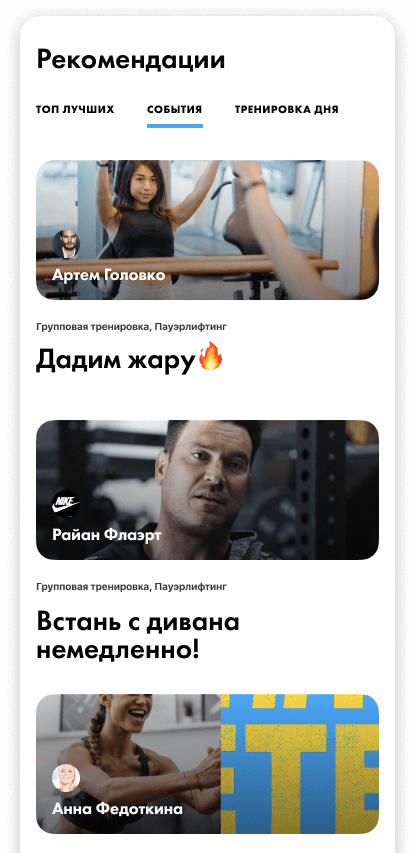 Рекомендации
ТОП ЛУЧШИХ СОБЫТИЯ ТРЕНИРОВКА ДНЯ
Артем Головко
Групповая тренировка, Пауэрлифтинг
Дадим жару🔥
NIKE
Райан Флаэрт
Групповая тренировка, Пауэрлифтинг
Встань с дивана
немедленно!
Анна Федоткина